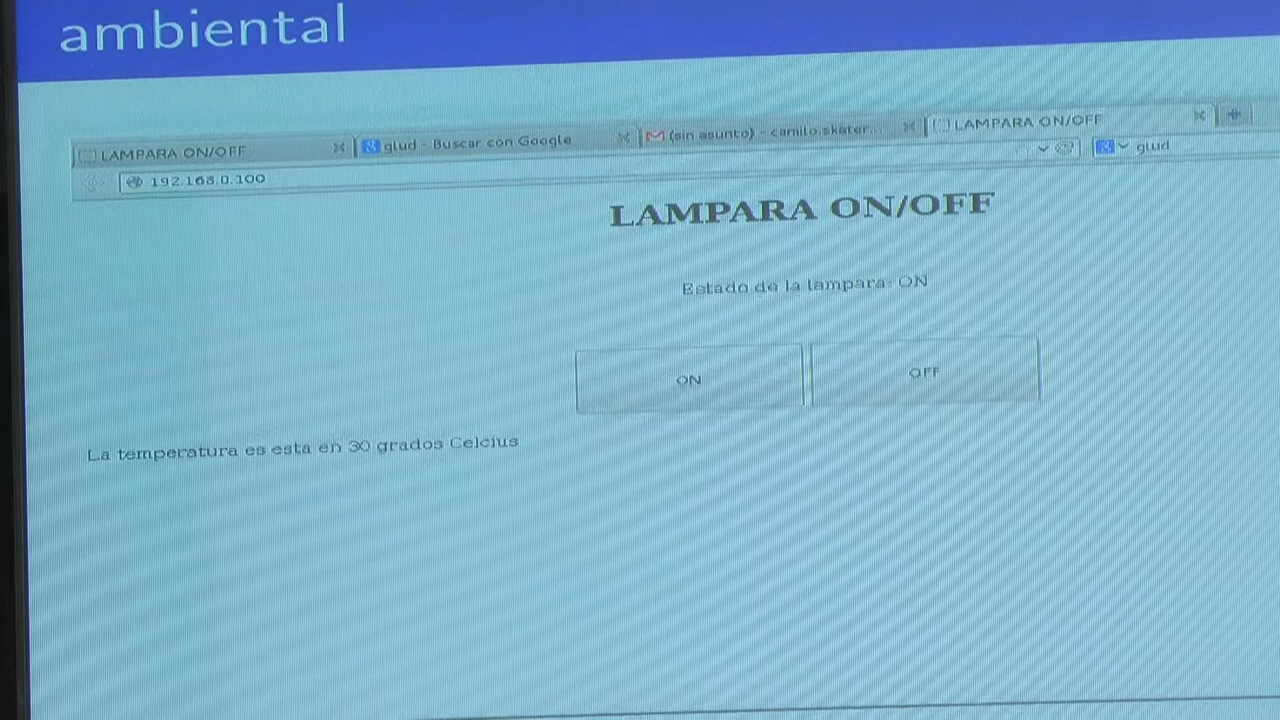 ambiental
LAMPARA ON/OFF
glud - Buscar con Google
(sin asunto) - camilo.skater...
LAMPARA ON/OFF
192.168.0.100
glud
LAMPARA ON/OFF
Estado de la lampara: ON
ON
OFF
La temperatura es esta en 30 grados Celcius